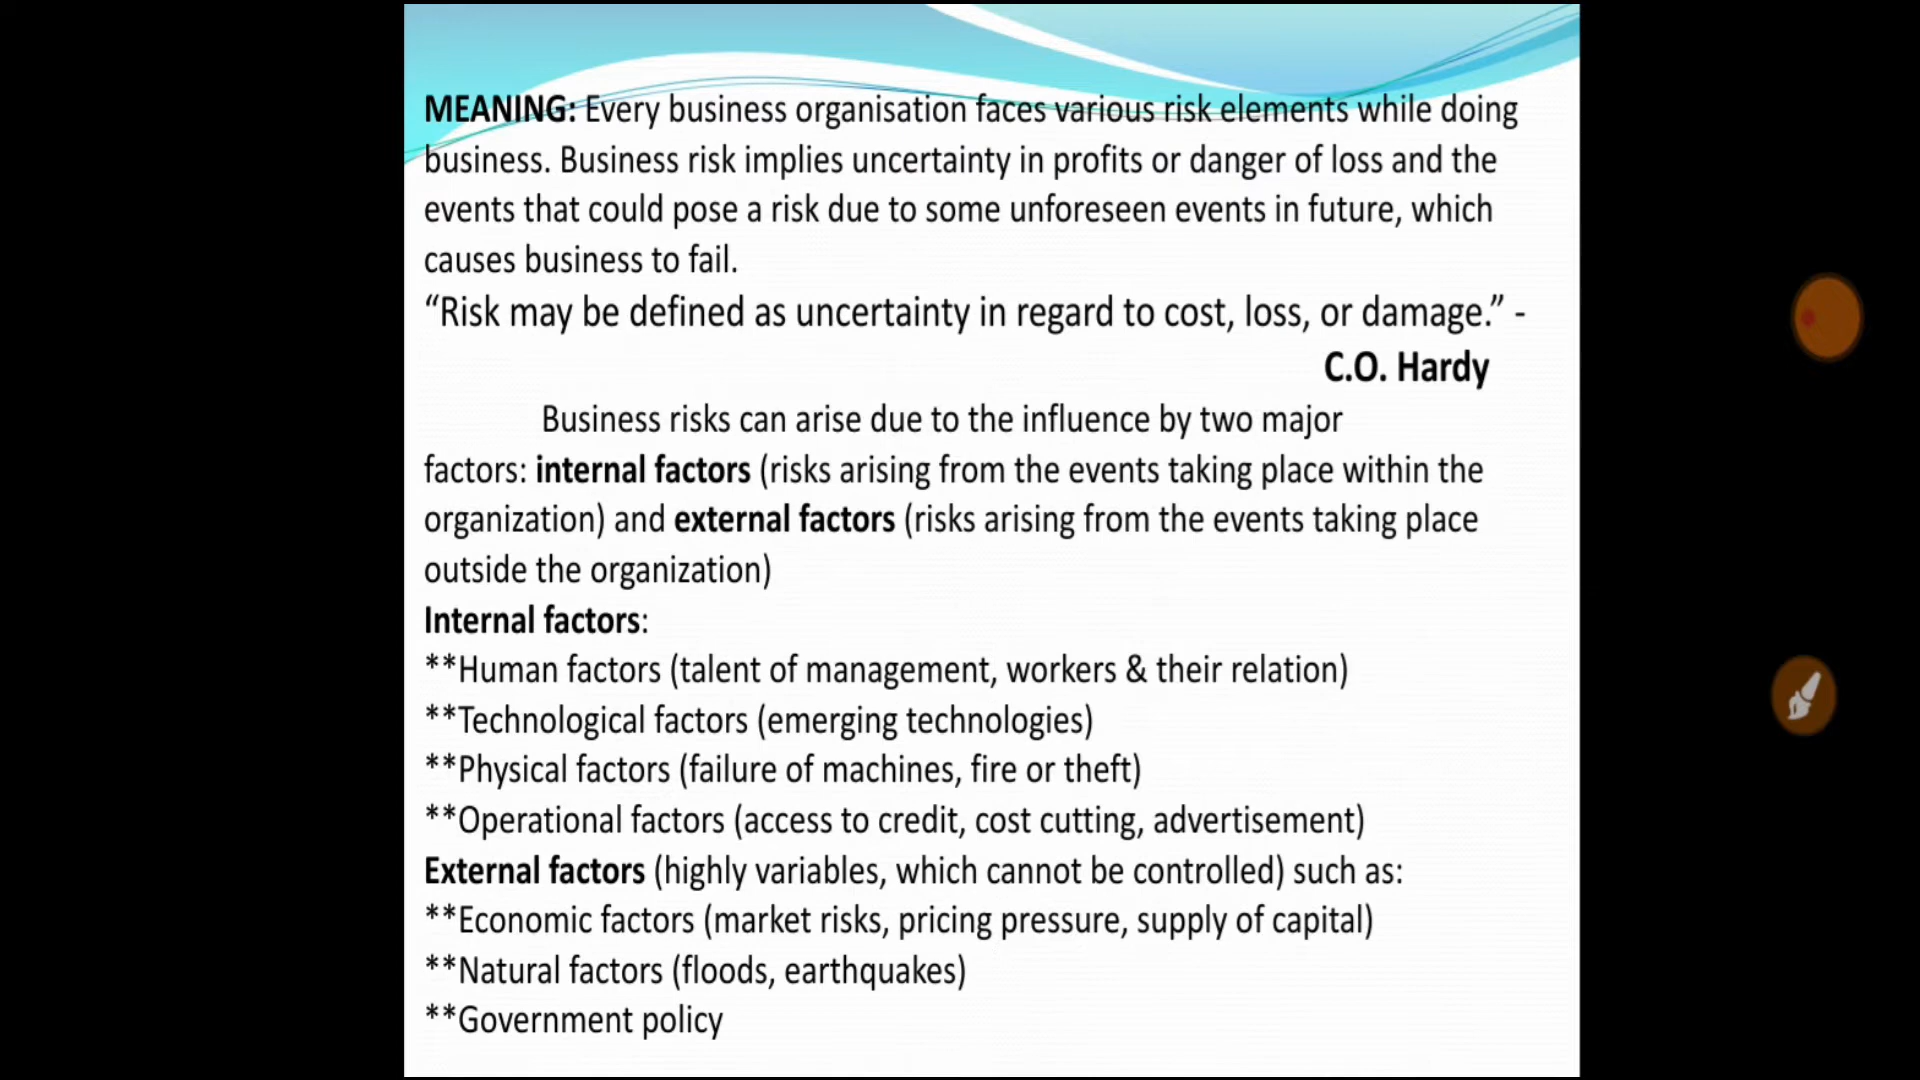 MEANING: Every business organisation faces various risk elements while doing
business. Business risk implies uncertainty in profits or danger of loss and the
events that could pose a risk due to some unforeseen events in future, which
causes business to fail.
“Risk may be defined as uncertainty in regard to cost, loss, or damage.” -
C.O. Hardy
Business risks can arise due to the influence by two major
factors: internal factors (risks arising from the events taking place within the
organization) and external factors (risks arising from the events taking place
outside the organization)
Internal factors:
**Human factors (talent of management, workers & their relation)
**Technological factors (emerging technologies)
**Physical factors (failure of machines, fire or theft)
**Operational factors (access to credit, cost cutting, advertisement)
External factors (highly variables, which cannot be controlled) such as:
**Economic factors (market risks, pricing pressure, supply of capital)
**Natural factors (floods, earthquakes)
**Government policy